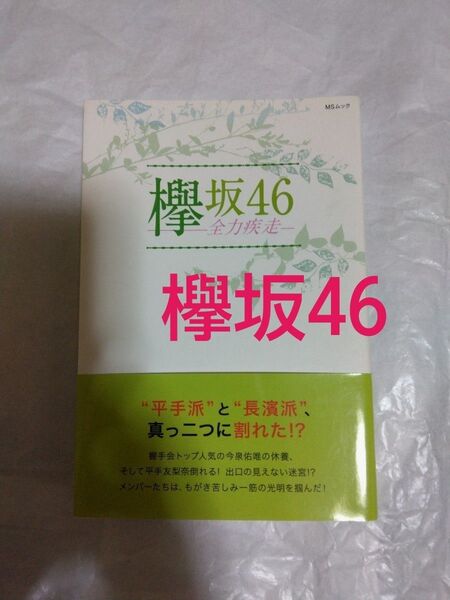 MSムック
欅坂46
全力疾走
欅坂46
“平手派”と“長濱派”、
真っ二つに割れた!?
握手会トップ人気の今泉佑唯の休養、
そして平手友梨奈倒れる! 出口の見えない迷宮!?
メンバーたちは、もがき苦しみ一筋の光明を掴んだ!